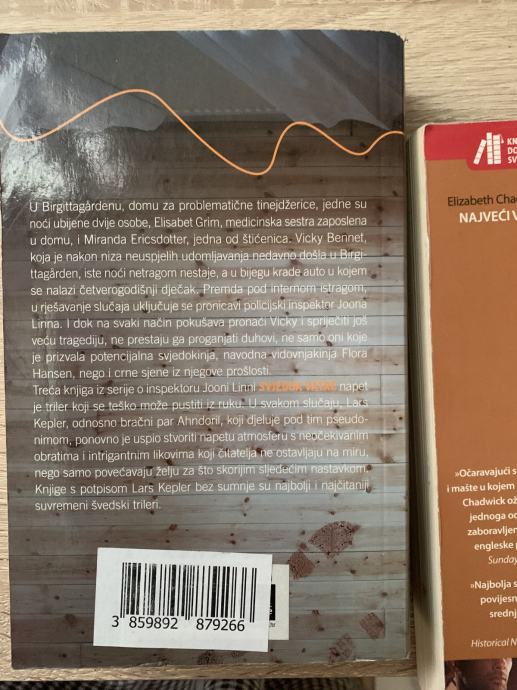 U Birgittagårdenu, domu za problematične tinejdžerice, jedne su
noći ubijene dvije osobe, Elisabet Grim, medicinska sestra zaposlena
u domu, i Miranda Ericsdotter, jedna od štićenica. Vicky Bennet,
koja je nakon niza neuspjelih udomljavanja nedavno došla u Birgi-
ttagården, iste noći netragom nestaje, a u bijegu krade auto u kojem
se nalazi četverogodišnji dječak. Premda pod internom istragom,
u rješavanje slučaja uključuje se pronicavi policijski inspektor Joona
Linna. I dok na svaki način pokušava pronaći Vicky i spriječiti još
veću tragediju, ne prestaju ga proganjati duhovi, ne samo oni koje
je prizvala potencijalna svjedokinja, navodna vidovnjakinja Flora
Hansen, nego i crne sjene iz njegove prošlosti.
Treća knjiga iz serije o inspektoru Jooni Linni napet
je triler koji se teško može pustiti iz ruku. U svakom slučaju, Lars
Kepler, odnosno bračni par Ahndoril, koji djeluje pod tim pseudo-
nimom, ponovno je uspio stvoriti napetu atmosferu s neočekivanim
obratima i intrigantnim likovima koji čitatelja ne ostavljaju na miru,
nego samo povećavaju želju za što skorijim sljedećim nastavkom.
Knjige s potpisom Lars Kepler bez sumnje su najbolji i najčitaniji
suvremeni švedski trileri.
3 859892 879266
KN
DO
SV
Elizabeth Chad
NAJVEĆI V
»Očaravajući s
i mašte u kojem
Chadwick ož
jednoga od
zaboravljen
engleske p
Sunday
»Najbolja s
povijesn
srednj
Historical N